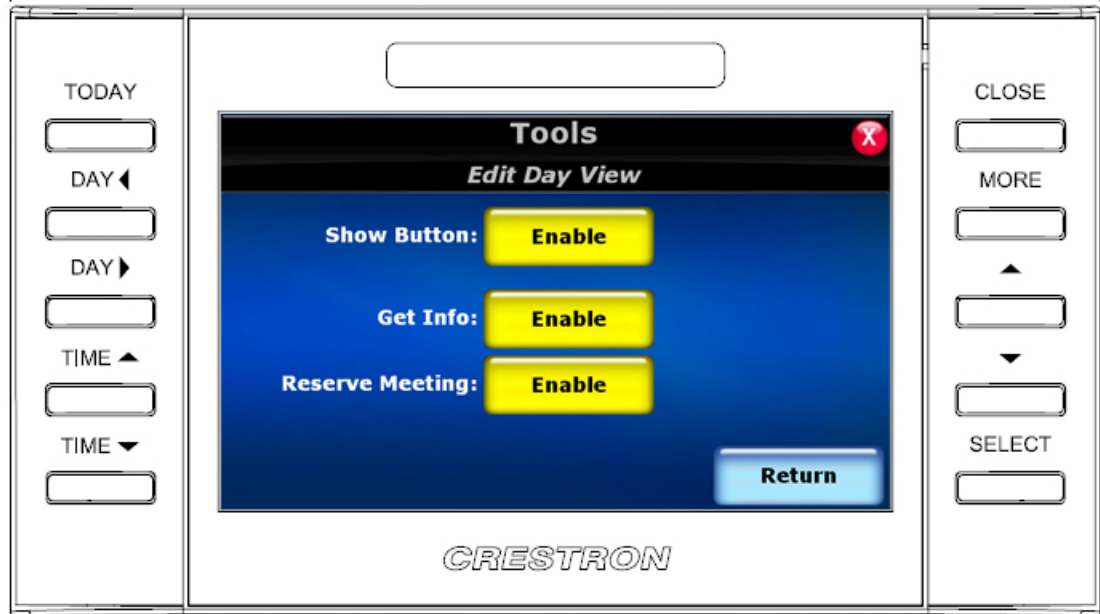 TODAY
DAY
DAY
TIME
TIME
Tools
X
Edit Day View
Show Button: Enable
Get Info: Enable
Reserve Meeting: Enable
Return
CRESTRON
CLOSE
MORE
SELECT